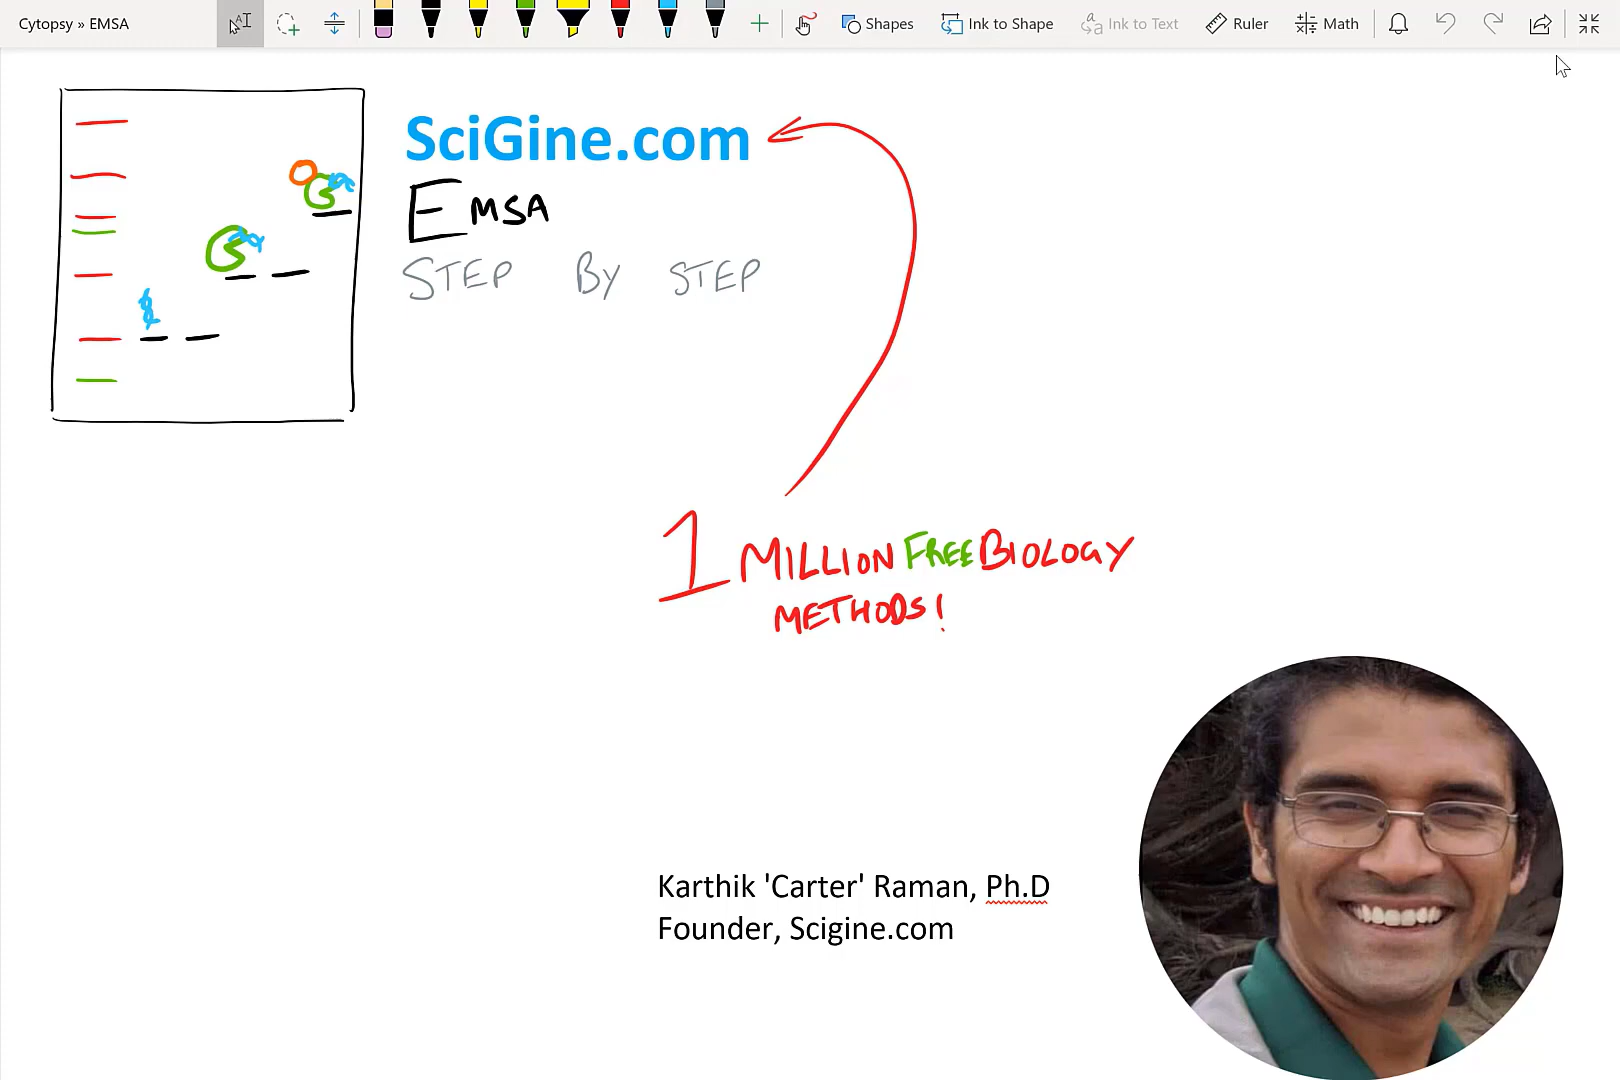 Cytopsy » EMSA
Shapes
Ink to Shape
Ink to Text
Ruler
Math
SciGine.com
EMSA
STEP BY STEP
1 MILLION FREE BIOLOGY
METHODS!
Karthik 'Carter' Raman, Ph.D
Founder, Scigine.com